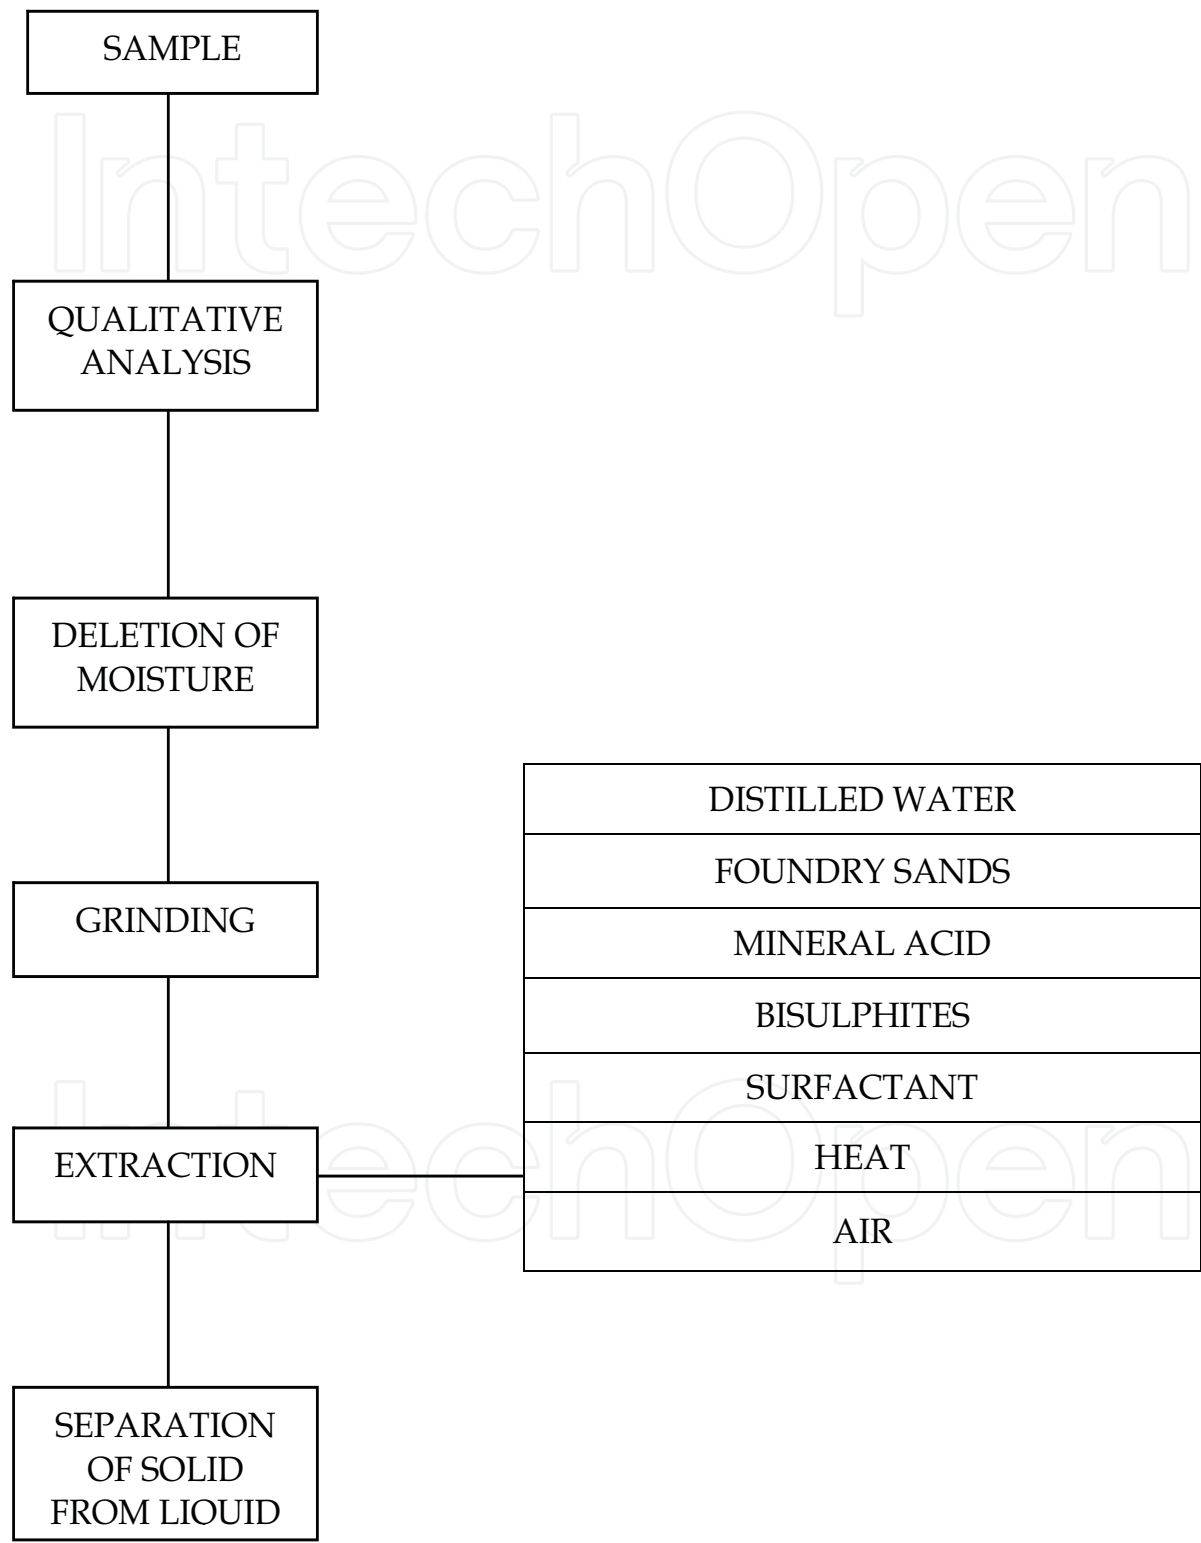 SAMPLE
IntechOpen
QUALITATIVE
ANALYSIS
DELETION OF
MOISTURE
DISTILLED WATER
FOUNDRY SANDS
GRINDING
MINERAL ACID
BISULPHITES
SURFACTANT
IntechOpen
EXTRACTION
HEAT
AIR
SEPARATION
OF SOLID
FROM LIQUID